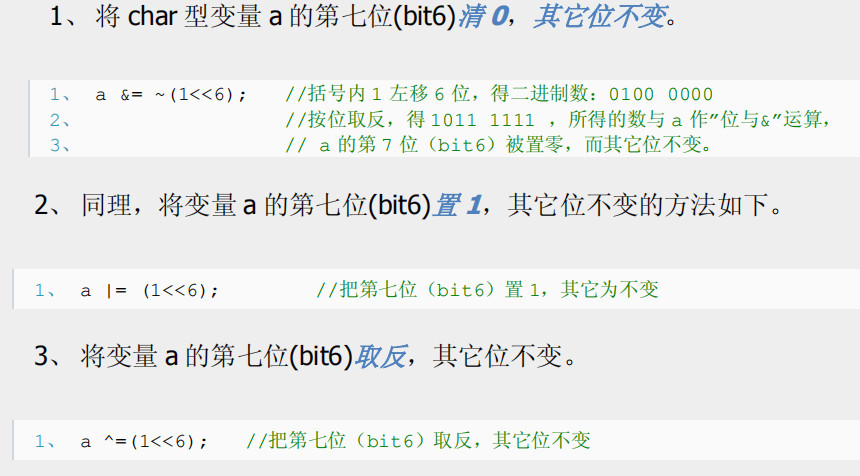 1、 将 char 型变量 a 的第七位(bit6)清 0，其它位不变。
1、 a &= ~(1<<6); //括号内 1 左移 6 位，得二进制数：0100 0000
2、 //按位取反，得 1011 1111 ，所得的数与 a 作”位与&”运算，
3、 // a 的第 7 位（bit6）被置零，而其它位不变。
2、 同理，将变量 a 的第七位(bit6)置 1，其它位不变的方法如下。
1、 a |= (1<<6); //把第七位（bit6）置 1，其它为不变
3、 将变量 a 的第七位(bit6)取反，其它位不变。
1、 a ^=(1<<6); //把第七位（bit6）取反，其它位不变